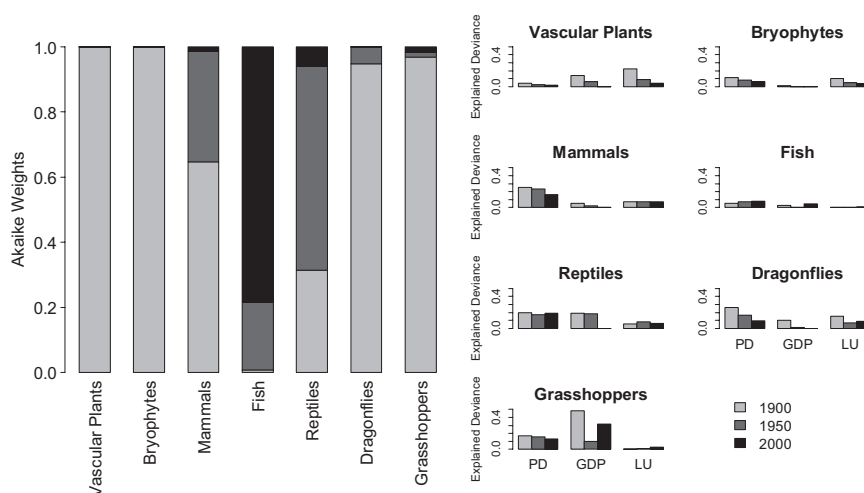 Akaike Weights
1.0
0.8
0.6
0.4
0.2
0.0
Vascular Plants
Bryophytes
Mammals
Fish
Reptiles
Dragonflies
Grasshoppers
Vascular Plants
Explained Deviance
0.4
0.0
Bryophytes
0.4
0.0
Mammals
Explained Deviance
0.4
0.0
Fish
0.4
0.0
Reptiles
Explained Deviance
0.4
0.0
Dragonflies
0.4
0.0
PD GDP LU
Grasshoppers
Explained Deviance
0.4
0.0
PD GDP LU
1900
1950
2000